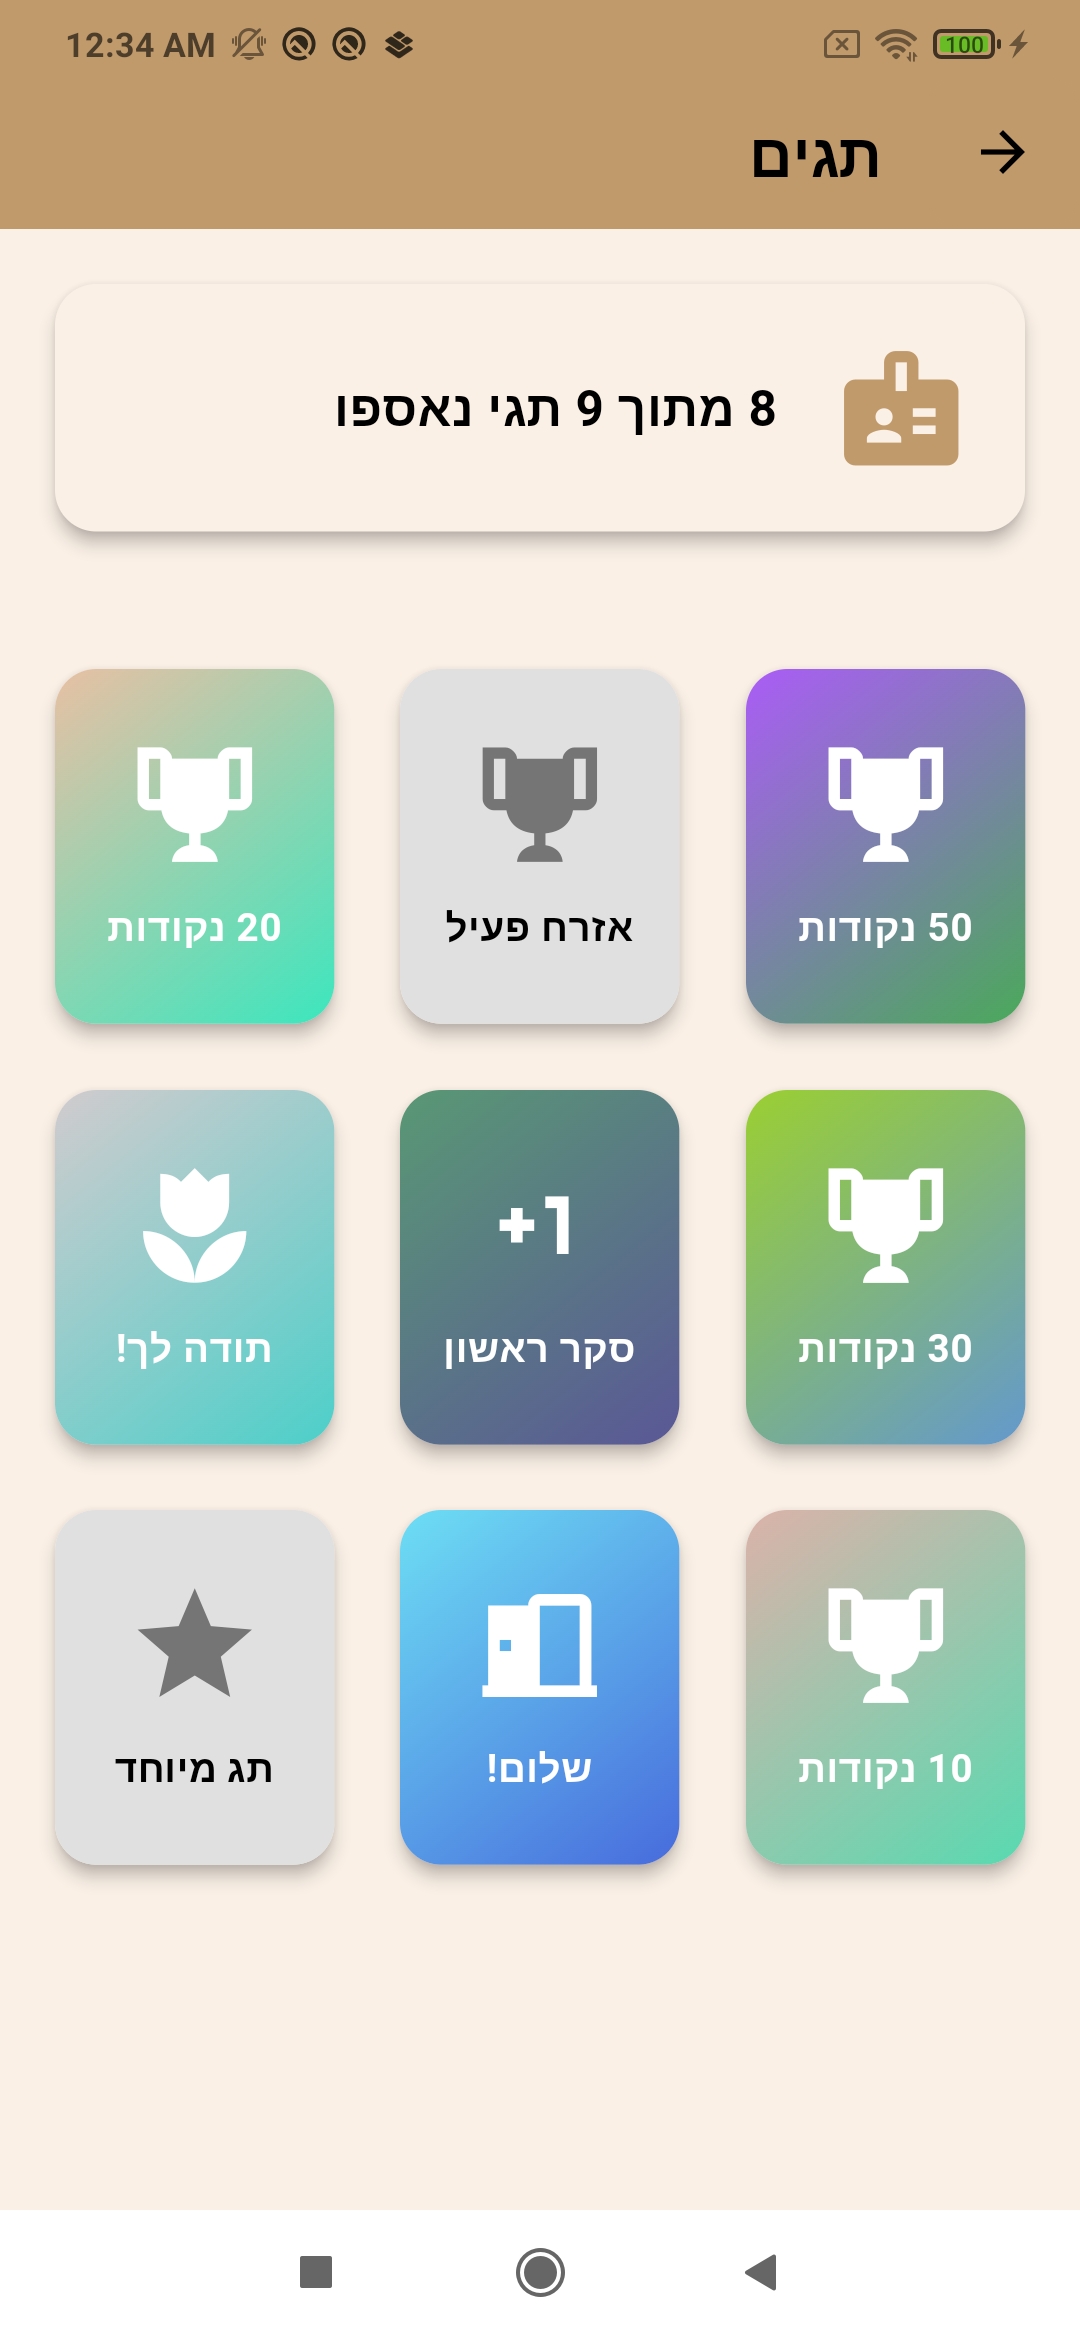 12:34 AM
100
תגים
8 מתוך 9 תגי נאספו
50 נקודות
אזרח פעיל
20 נקודות
30 נקודות
+1
סקר ראשון
תודה לך!
10 נקודות
שלום!
תג מיוחד